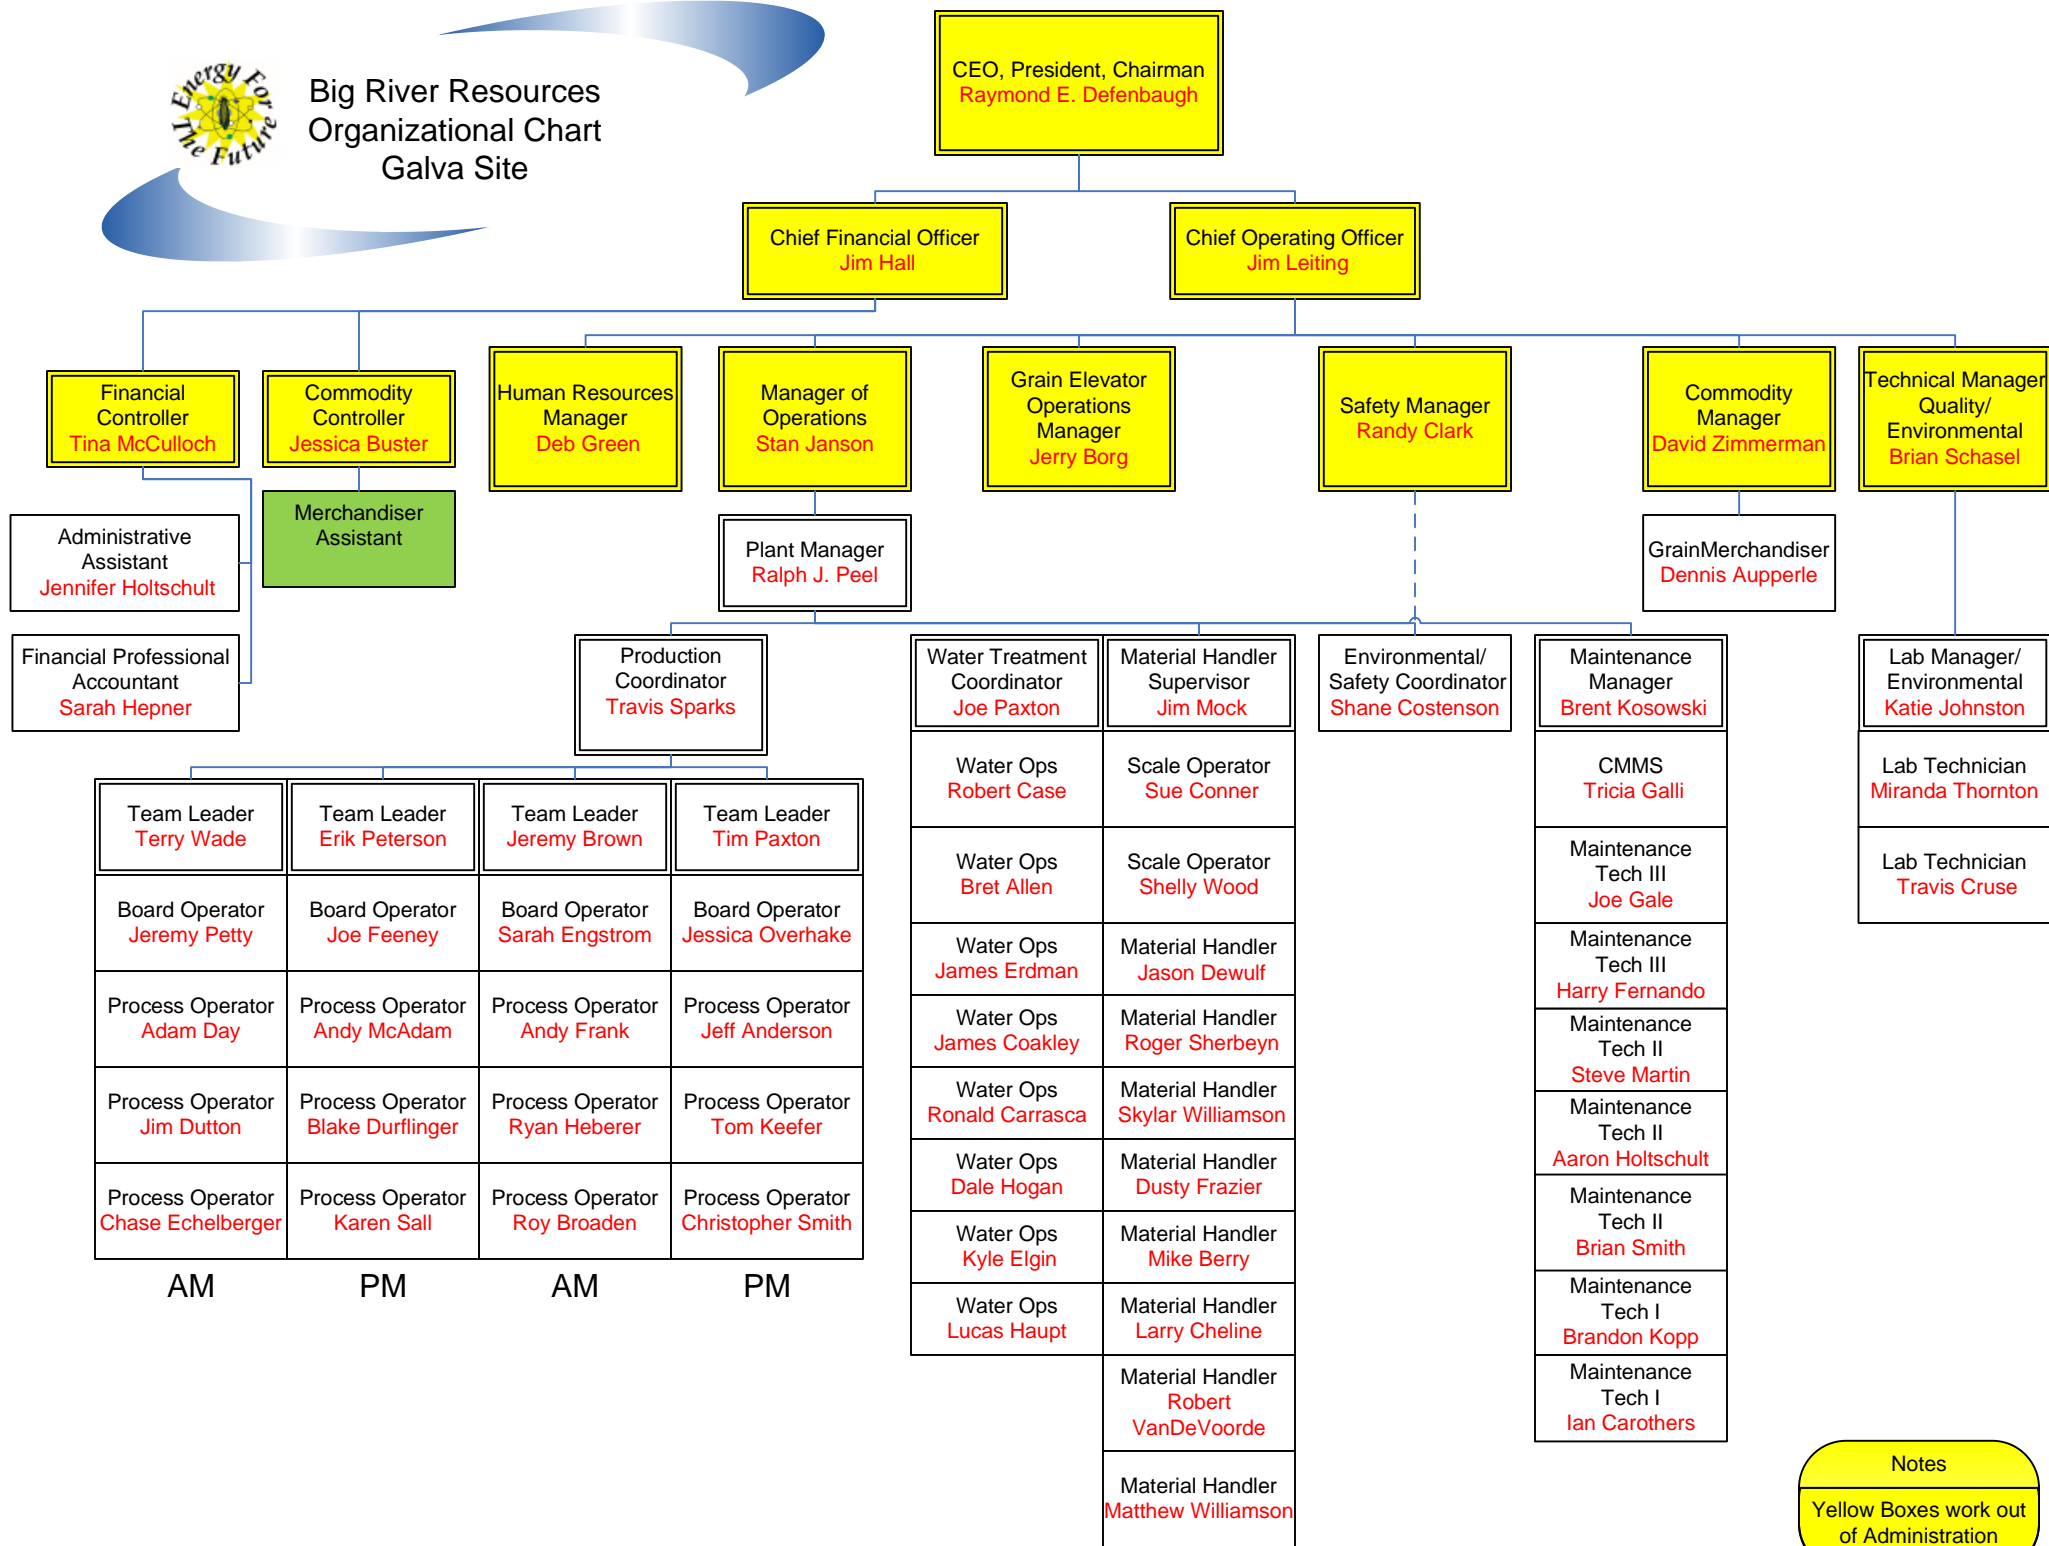 Energy For
The Future
Big River Resources
Organizational Chart
Galva Site
CEO, President, Chairman
Raymond E. Defenbaugh
Chief Financial Officer
Jim Hall
Chief Operating Officer
Jim Leiting
Financial
Controller
Tina McCulloch
Commodity
Controller
Jessica Buster
Human Resources
Manager
Deb Green
Manager of
Operations
Stan Janson
Grain Elevator
Operations
Manager
Jerry Borg
Safety Manager
Randy Clark
Commodity
Manager
David Zimmerman
Technical Manager
Quality/
Environmental
Brian Schasel
Administrative
Assistant
Jennifer Holtschult
Merchandiser
Assistant
Plant Manager
Ralph J. Peel
GrainMerchandiser
Dennis Aupperle
Financial Professional
Accountant
Sarah Hepner
Production
Coordinator
Travis Sparks
Water Treatment
Coordinator
Joe Paxton
Material Handler
Supervisor
Jim Mock
Environmental/
Safety Coordinator
Shane Costenson
Maintenance
Manager
Brent Kosowski
Lab Manager/
Environmental
Katie Johnston
Team Leader
Terry Wade
Board Operator
Jeremy Petty
Process Operator
Adam Day
Process Operator
Jim Dutton
Process Operator
Chase Echelberger
AM
Team Leader
Erik Peterson
Board Operator
Joe Feeney
Process Operator
Andy McAdam
Process Operator
Blake Durflinger
Process Operator
Karen Sall
PM
Team Leader
Jeremy Brown
Board Operator
Sarah Engstrom
Process Operator
Andy Frank
Process Operator
Ryan Heberer
Process Operator
Roy Broaden
AM
Team Leader
Tim Paxton
Board Operator
Jessica Overhake
Process Operator
Jeff Anderson
Process Operator
Tom Keefer
Process Operator
Christopher Smith
PM
Water Ops
Robert Case
Water Ops
Bret Allen
Water Ops
James Erdman
Water Ops
James Coakley
Water Ops
Ronald Carrasca
Water Ops
Dale Hogan
Water Ops
Kyle Elgin
Water Ops
Lucas Haupt
Scale Operator
Sue Conner
Scale Operator
Shelly Wood
Material Handler
Jason Dewulf
Material Handler
Roger Sherbeyn
Material Handler
Skylar Williamson
Material Handler
Dusty Frazier
Material Handler
Mike Berry
Material Handler
Larry Cheline
Material Handler
Robert
VanDeVoorde
Material Handler
Matthew Williamson
CMMS
Tricia Galli
Maintenance
Tech III
Joe Gale
Maintenance
Tech III
Harry Fernando
Maintenance
Tech II
Steve Martin
Maintenance
Tech II
Aaron Holtschult
Maintenance
Tech II
Brian Smith
Maintenance
Tech I
Brandon Kopp
Maintenance
Tech I
Ian Carothers
Lab Technician
Miranda Thornton
Lab Technician
Travis Cruse
Notes
Yellow Boxes work out
of Administration